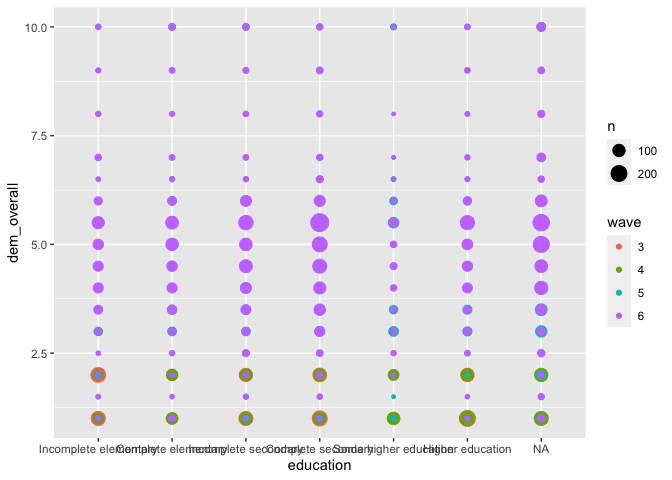 10.0
7.5
5.0
2.5
dem_overall
Incomplete elementary
Complete elementary
Incomplete secondary
Complete secondary
Some higher education
Higher education
NA
education
n
100
200
wave
3
4
5
6